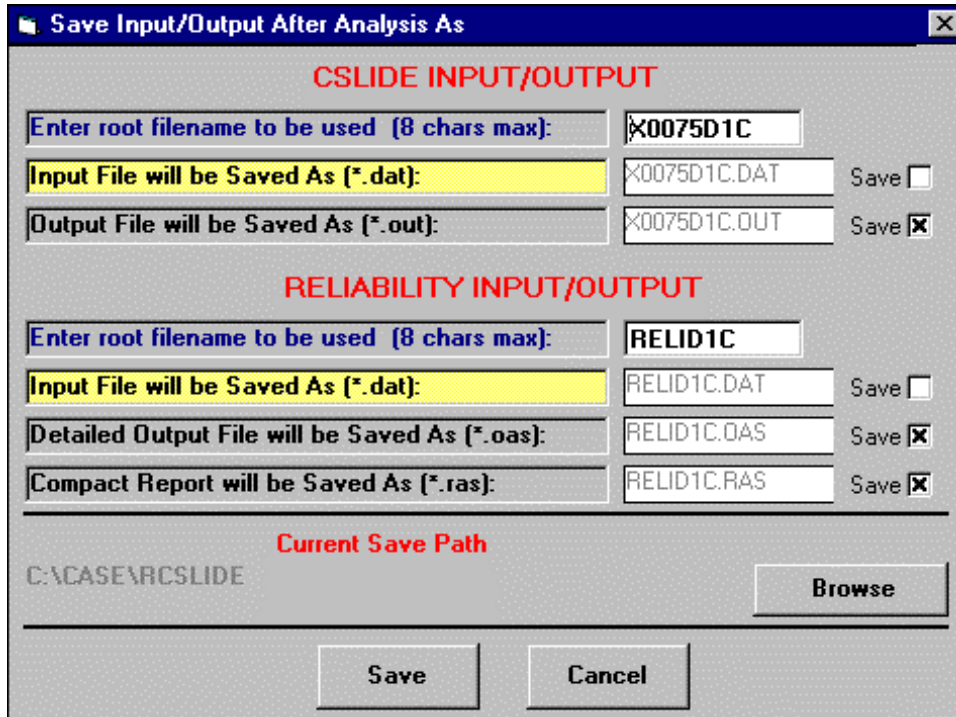 Save Input/Output After Analysis As
CSLIDE INPUT/OUTPUT
Enter root filename to be used (8 chars max): X0075D1C
Input File will be Saved As (*.dat): X0075D1C.DAT Save
Output File will be Saved As (*.out): X0075D1C.OUT Save
RELIABILITY INPUT/OUTPUT
Enter root filename to be used (8 chars max): RELID1C
Input File will be Saved As (*.dat): RELID1C.DAT Save
Detailed Output File will be Saved As (*.oas): RELID1C.OAS Save
Compact Report will be Saved As (*.ras): RELID1C.RAS Save
Current Save Path
C:\CASE\RCSLIDE
Browse
Save Cancel